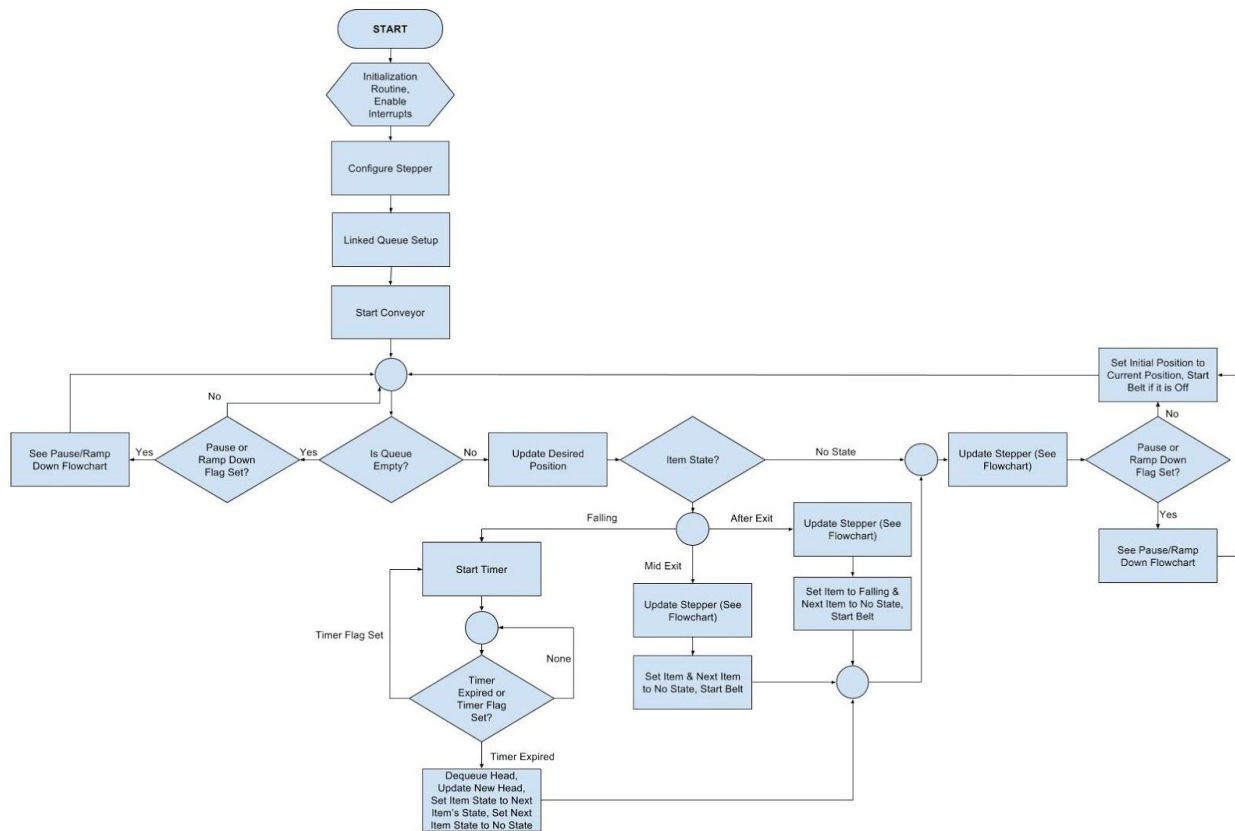 START
Initialization
Routine,
Enable
Interrupts
Configure Stepper
Linked Queue Setup
Start Conveyor
Set Initial Position to
Current Position, Start
Belt if it is Off
No
No
See Pause/Ramp
Down Flowchart
Yes
Pause or
Ramp Down
Flag Set?
Yes
Is Queue
Empty?
No
Update Desired
Position
Item State?
No State
Update Stepper (See
Flowchart)
Pause or
Ramp Down
Flag Set?
Yes
See Pause/Ramp
Down Flowchart
Falling
After Exit
Update Stepper (See
Flowchart)
Start Timer
Mid Exit
Set Item to Falling &
Next Item to No State,
Start Belt
Update Stepper (See
Flowchart)
Timer Flag Set
None
Set Item & Next Item
to No State, Start Belt
Timer
Expired or
Timer Flag
Set?
Timer Expired
Dequeue Head,
Update New Head,
Set Item State to Next
Item's State, Set Next
Item State to No State